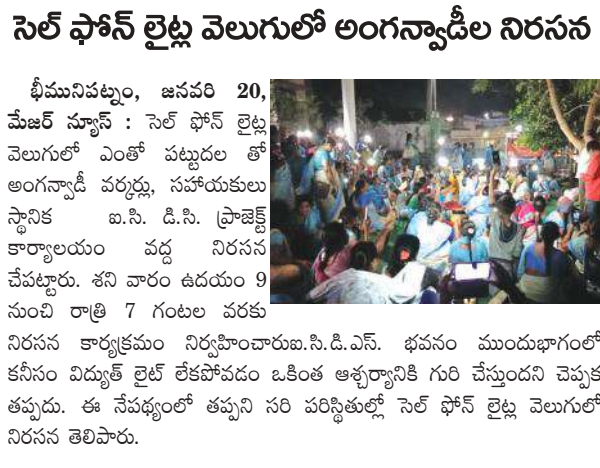 సెల్ ఫోన్ లైట్ల వెలుగులో అంగన్వాడీల నిరసన
భీమునిపట్నం, జనవరి 20,
మేజర్ న్యూస్ : సెల్ ఫోన్ లైట్ల
వెలుగులో ఎంతో పట్టుదల తో
అంగన్వాడీ వర్కర్లు, సహాయకులు
స్థానిక ఐ.సి. డి.సి. ప్రాజెక్ట్
కార్యాలయం వద్ద నిరసన
చేపట్టారు. శని వారం ఉదయం 9
నుంచి రాత్రి 7 గంటల వరకు
నిరసన కార్యక్రమం నిర్వహించారుఐ.సి.డి.ఎస్. భవనం ముందుభాగంలో
కనీసం విద్యుత్ లైట్ లేకపోవడం ఒకింత ఆశ్చర్యానికి గురి చేస్తుందని చెప్పక
తప్పదు. ఈ నేపథ్యంలో తప్పని సరి పరిస్థితుల్లో సెల్ ఫోన్ లైట్ల వెలుగులో
నిరసన తెలిపారు.